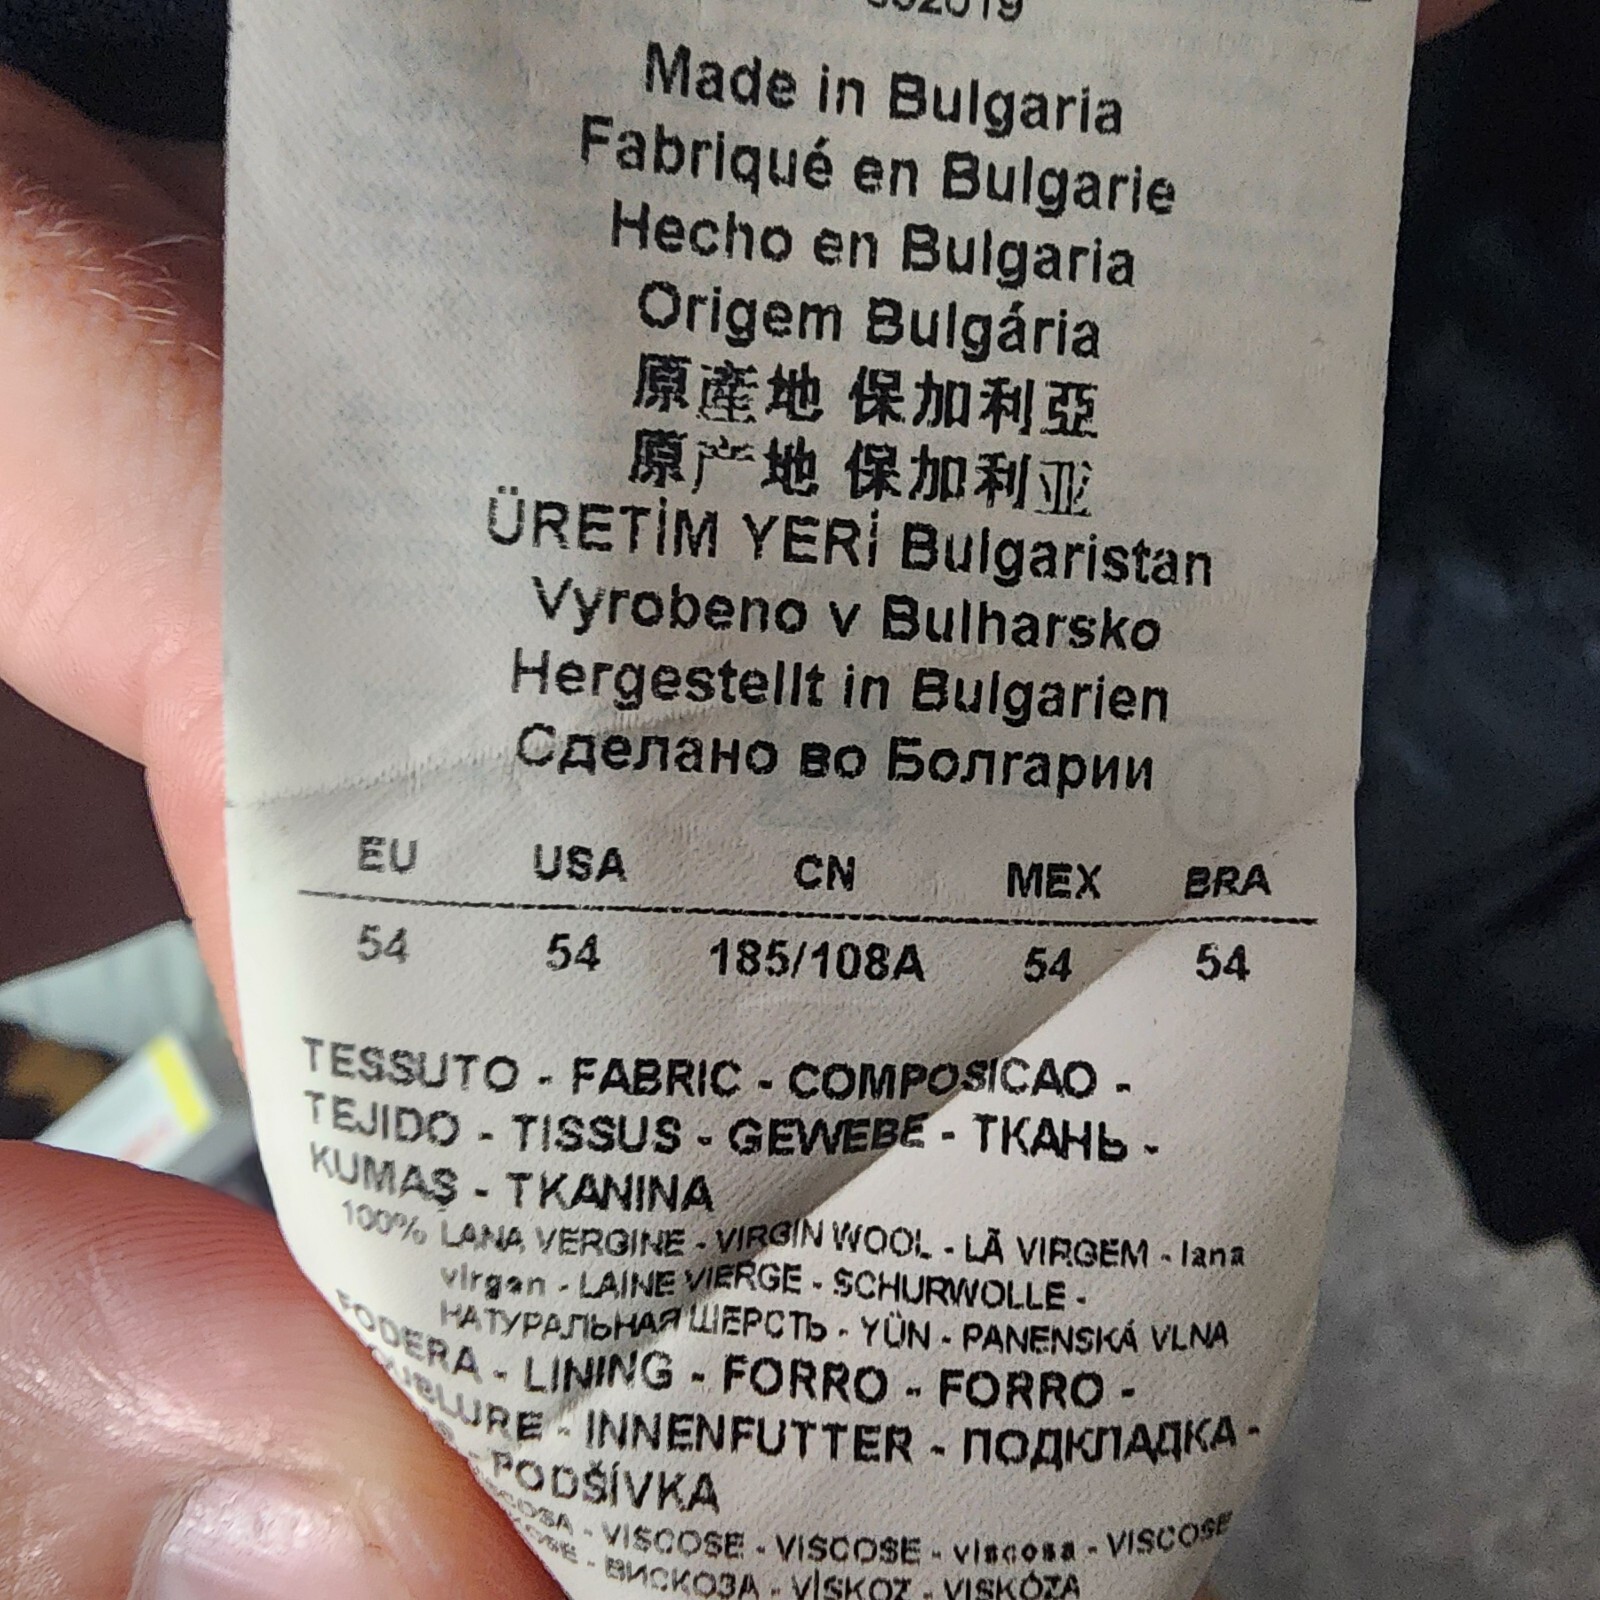 Made in Bulgaria
Fabriqué en Bulgarie
Hecho en Bulgaria
Origem Bulgária
原產地 保加利亞
原产地 保加利亚
ÜRETİM YERİ Bulgaristan
Vyrobeno v Bulharsko
Hergestellt in Bulgarien
Сделано во Болгарии
EU USA CN MEX BRA
54 54 185/108A 54 54
TESSUTO - FABRIC - COMPOSICAO -
TEJIDO - TISSUS - GEWEBE - ТКАНЬ -
KUMAŞ - TKANINA
100% LANA VERGINE - VIRGIN WOOL - LÃ VIRGEM - lana
virgen - LAINE VIERGE - SCHURWOLLE -
НАТУРАЛЬНАЯ ШЕРСТЬ - YÜN - PANENSKÁ VLNA
FODERA - LINING - FORRO - FORRO -
- INNENFUTTER - ПОДКЛАДКА -
- PODŠÍVKA
- VISCOSE - VISCOSE - viscosa - VISCOSE
- ВИСКОЗА - VİSKOZ - VISKÓZA